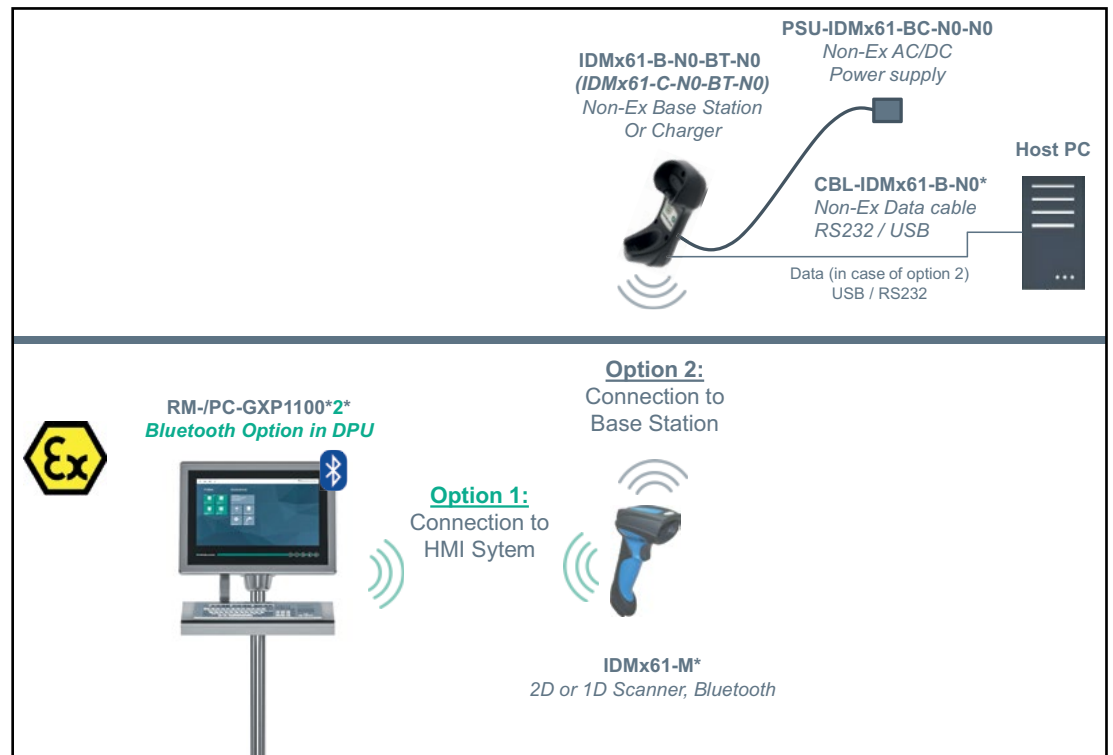 PSU-IDMx61-BC-N0-N0
Non-Ex AC/DC
Power supply
IDMx61-B-N0-BT-N0
(IDMx61-C-N0-BT-N0)
Non-Ex Base Station
Or Charger
Host PC
CBL-IDMx61-B-N0*
Non-Ex Data cable
RS232 / USB
Data (in case of option 2)
USB / RS232
Option 2:
Connection to
Base Station
RM-/PC-GXP1100*2*
Bluetooth Option in DPU
Ex
Option 1:
Connection to
HMI Sytem
IDMx61-M*
2D or 1D Scanner, Bluetooth